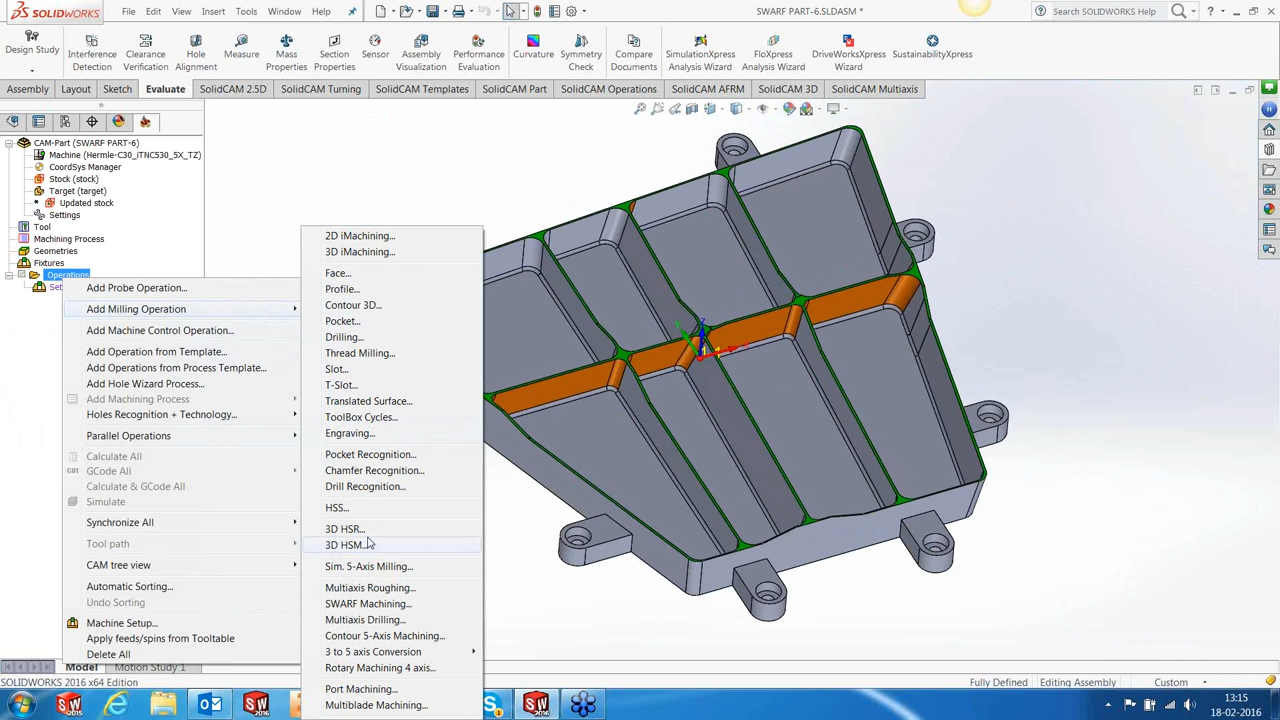 SOLIDWORKS
File Edit View Insert Tools Window Help
SWARF PART-6.SLDASM *
Search SOLIDWORKS Help
Design Study
Interference Detection
Clearance Verification
Hole Alignment
Measure
Mass Properties
Section Properties
Sensor
Assembly Visualization
Performance Evaluation
Curvature
Symmetry Check
Compare Documents
SimulationXpress Analysis Wizard
FloXpress Analysis Wizard
DriveWorksXpress Wizard
SustainabilityXpress
Assembly Layout Sketch Evaluate SolidCAM 2.5D SolidCAM Turning SolidCAM Templates SolidCAM Part SolidCAM Operations SolidCAM AFRM SolidCAM 3D SolidCAM Multiaxis
CAM-Part (SWARF PART-6)
Machine (Hermle-C30_iTNC530_5X_TZ)
CoordSys Manager
Stock (stock)
Target (target)
Updated stock
Settings
Tool
Machining Process
Geometries
Fixtures
Operations
Set
Add Probe Operation...
Add Milling Operation
Add Machine Control Operation...
Add Operation from Template...
Add Operations from Process Template...
Add Hole Wizard Process...
Add Machining Process
Holes Recognition + Technology...
Parallel Operations
Calculate All
G01 GCode All
Calculate & GCode All
Simulate
Synchronize All
Tool path
CAM tree view
Automatic Sorting...
Undo Sorting
Machine Setup...
Apply feeds/spins from Tooltable
Delete All
2D iMachining...
3D iMachining...
Face...
Profile...
Contour 3D...
Pocket...
Drilling...
Thread Milling...
Slot...
T-Slot...
Translated Surface...
ToolBox Cycles...
Engraving...
Pocket Recognition...
Chamfer Recognition...
Drill Recognition...
HSS...
3D HSR...
3D HSM...
Sim. 5-Axis Milling...
Multiaxis Roughing...
SWARF Machining...
Multiaxis Drilling...
Contour 5-Axis Machining...
3 to 5 axis Conversion
Rotary Machining 4 axis...
Port Machining...
Multiblade Machining...
Model Motion Study 1
SOLIDWORKS 2016 x64 Edition
Fully Defined Editing Assembly Custom
13:15
18-02-2016